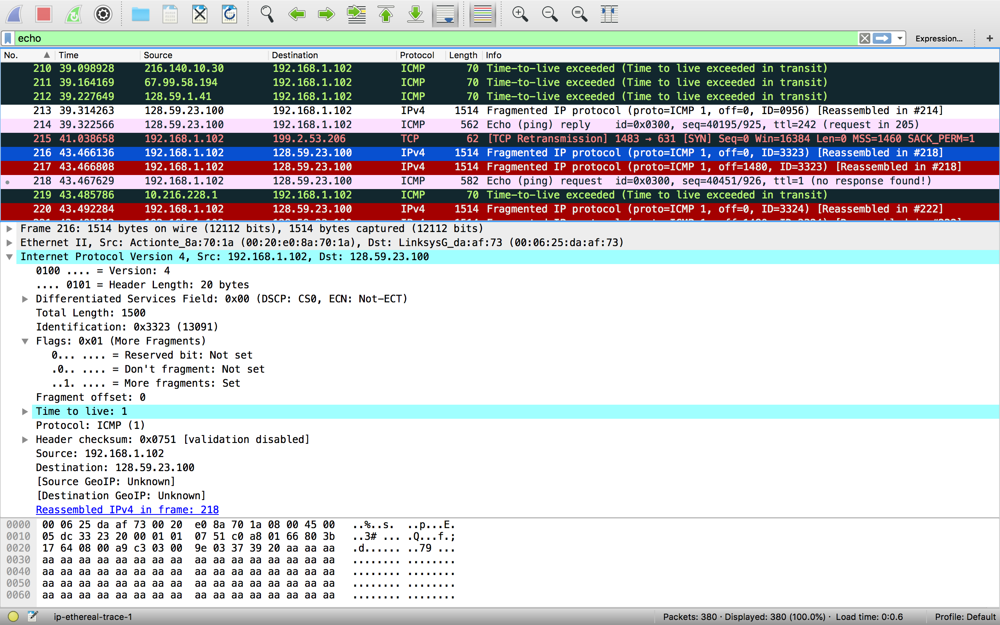 echo
Expression... +
No. Time Source Destination Protocol Length Info
210 39.098928 216.140.10.30 192.168.1.102 ICMP 70 Time-to-live exceeded (Time to live exceeded in transit)
211 39.164169 67.99.58.194 192.168.1.102 ICMP 70 Time-to-live exceeded (Time to live exceeded in transit)
212 39.227649 128.59.1.41 192.168.1.102 ICMP 70 Time-to-live exceeded (Time to live exceeded in transit)
213 39.314263 128.59.23.100 192.168.1.102 IPv4 1514 Fragmented IP protocol (proto=ICMP 1, off=0, ID=0956) [Reassembled in #214]
214 39.322566 128.59.23.100 192.168.1.102 ICMP 562 Echo (ping) reply id=0x0300, seq=40195/925, ttl=242 (request in 205)
215 41.038658 192.168.1.102 199.2.53.206 TCP 62 [TCP Retransmission] 1483 → 631 [SYN] Seq=0 Win=16384 Len=0 MSS=1460 SACK_PERM=1
216 43.466136 192.168.1.102 128.59.23.100 IPv4 1514 Fragmented IP protocol (proto=ICMP 1, off=0, ID=3323) [Reassembled in #218]
217 43.466808 192.168.1.102 128.59.23.100 IPv4 1514 Fragmented IP protocol (proto=ICMP 1, off=1480, ID=3323) [Reassembled in #218]
218 43.467629 192.168.1.102 128.59.23.100 ICMP 582 Echo (ping) request id=0x0300, seq=40451/926, ttl=1 (no response found!)
219 43.485786 10.216.228.1 192.168.1.102 ICMP 70 Time-to-live exceeded (Time to live exceeded in transit)
220 43.492284 192.168.1.102 128.59.23.100 IPv4 1514 Fragmented IP protocol (proto=ICMP 1, off=0, ID=3324) [Reassembled in #222]
Frame 216: 1514 bytes on wire (12112 bits), 1514 bytes captured (12112 bits)
Ethernet II, Src: Actionte_8a:70:1a (00:20:e0:8a:70:1a), Dst: LinksysG_da:af:73 (00:06:25:da:af:73)
Internet Protocol Version 4, Src: 192.168.1.102, Dst: 128.59.23.100
0100 .... = Version: 4
.... 0101 = Header Length: 20 bytes
Differentiated Services Field: 0x00 (DSCP: CS0, ECN: Not-ECT)
Total Length: 1500
Identification: 0x3323 (13091)
Flags: 0x01 (More Fragments)
0... .... = Reserved bit: Not set
.0.. .... = Don't fragment: Not set
..1. .... = More fragments: Set
Fragment offset: 0
Time to live: 1
Protocol: ICMP (1)
Header checksum: 0x0751 [validation disabled]
Source: 192.168.1.102
Destination: 128.59.23.100
[Source GeoIP: Unknown]
[Destination GeoIP: Unknown]
Reassembled IPv4 in frame: 218
0000 00 06 25 da af 73 00 20 e0 8a 70 1a 08 00 45 00 ..%..s. ..p...E.
0010 05 dc 33 23 20 00 01 01 07 51 c0 a8 01 66 80 3b ..3# ... .Q...f.;
0020 17 64 08 00 a9 c3 03 00 9e 03 37 39 20 aa aa aa .d...... ..79 ...
0030 aa aa aa aa aa aa aa aa aa aa aa aa aa aa aa aa ........ ........
0040 aa aa aa aa aa aa aa aa aa aa aa aa aa aa aa aa ........ ........
0050 aa aa aa aa aa aa aa aa aa aa aa aa aa aa aa aa ........ ........
0060 aa aa aa aa aa aa aa aa aa aa aa aa aa aa aa aa ........ ........
ip-ethereal-trace-1 Packets: 380 · Displayed: 380 (100.0%) · Load time: 0:0.6 Profile: Default